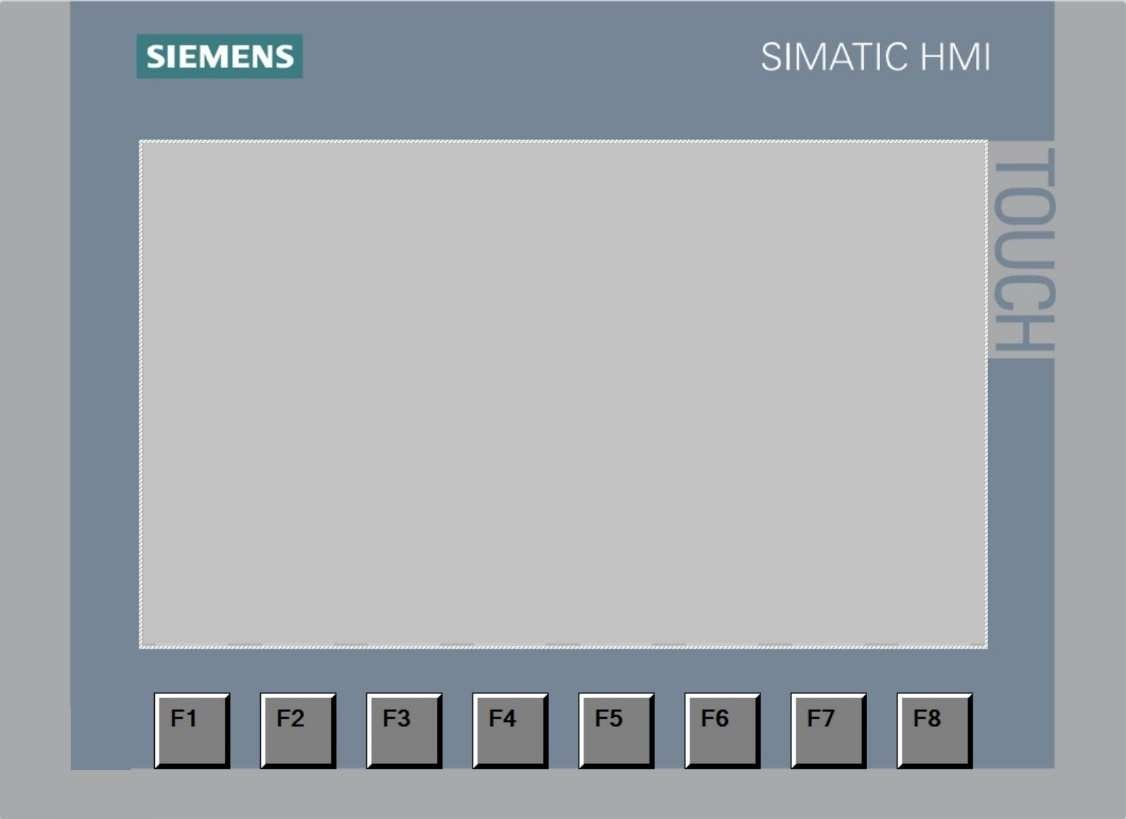 SIEMENS
SIMATIC HMI
TOUCH
F1 F2 F3 F4 F5 F6 F7 F8